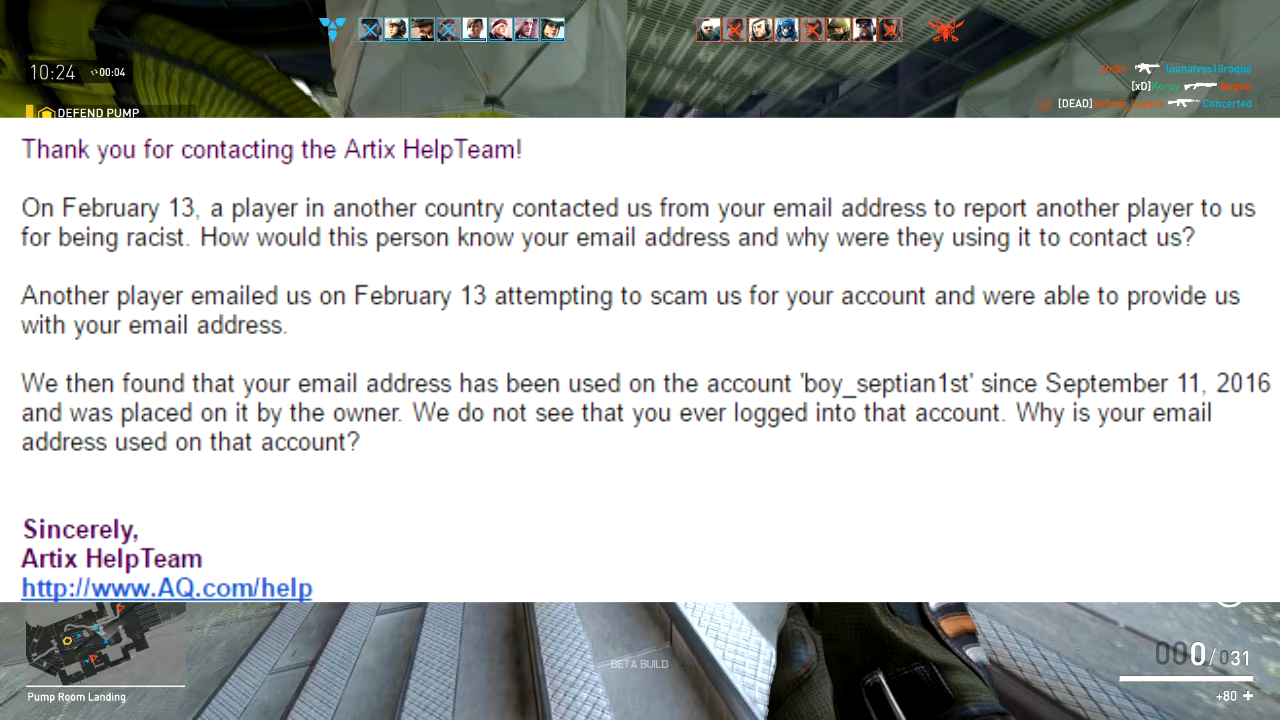 10:24 00:04
DEFEND PUMP
luanalves10roque
[xD]
[DEAD] Concerted
Thank you for contacting the Artix HelpTeam!
On February 13, a player in another country contacted us from your email address to report another player to us
for being racist. How would this person know your email address and why were they using it to contact us?
Another player emailed us on February 13 attempting to scam us for your account and were able to provide us
with your email address.
We then found that your email address has been used on the account 'boy_septian1st' since September 11, 2016
and was placed on it by the owner. We do not see that you ever logged into that account. Why is your email
address used on that account?
Sincerely,
Artix HelpTeam
http://www.AQ.com/help
BETA BUILD
000/031
Pump Room Landing
+80